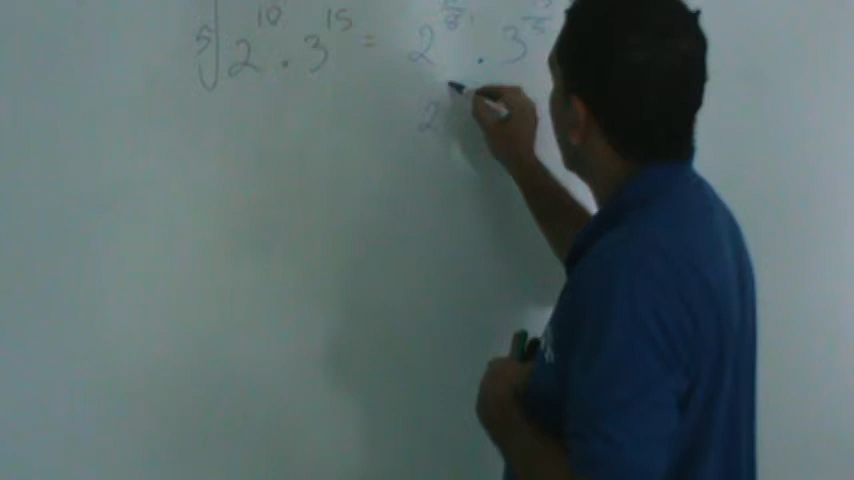 ⁵√2¹⁰ . 3¹⁵ = 2 . 3
2